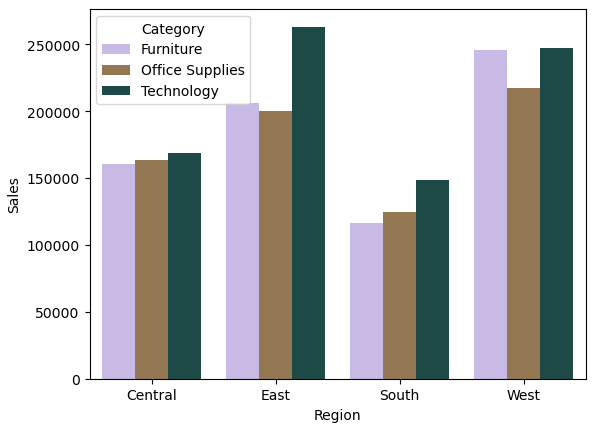 Category
Furniture
Office Supplies
Technology
250000
200000
150000
100000
50000
0
Sales
Central East South West
Region